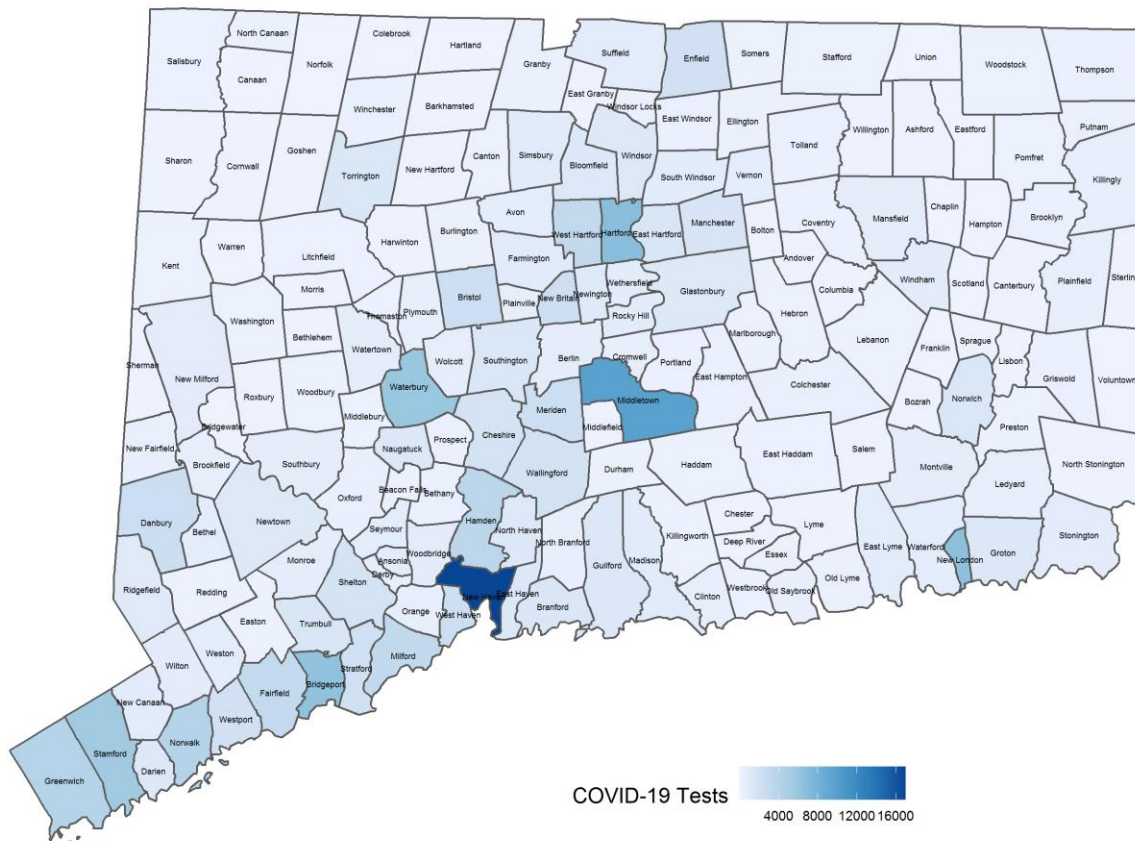 North Canaan
Colebrook
Hartland
Suffield
Enfield
Somers
Stafford
Union
Woodstock
Thompson
Salisbury
Canaan
Norfolk
Granby
East Granby
Windsor Locks
Winchester
Barkhamsted
East Windsor
Ellington
Willington
Ashford
Eastford
Putnam
Sharon
Cornwall
Goshen
Torrington
New Hartford
Canton
Simsbury
Bloomfield
Windsor
South Windsor
Vernon
Tolland
Pomfret
Killingly
Avon
West Hartford
Hartford
East Hartford
Manchester
Bolton
Coventry
Mansfield
Chaplin
Hampton
Brooklyn
Kent
Warren
Litchfield
Harwinton
Burlington
Farmington
Andover
Columbia
Windham
Scotland
Canterbury
Plainfield
Sterlin
Morris
Bristol
Plainville
New Britain
Newington
Wethersfield
Glastonbury
Hebron
Washington
Bethlehem
Thomaston
Plymouth
Rocky Hill
Marlborough
Lebanon
Franklin
Sprague
Lisbon
Griswold
Voluntown
Sherman
New Milford
Roxbury
Woodbury
Watertown
Wolcott
Southington
Berlin
Cromwell
Portland
East Hampton
Colchester
Bozrah
Norwich
Preston
Waterbury
Middlebury
Meriden
Middletown
Middlefield
Bridgewater
New Fairfield
Brookfield
Southbury
Naugatuck
Prospect
Cheshire
Wallingford
Durham
Haddam
East Haddam
Salem
Montville
Ledyard
North Stonington
Oxford
Beacon Falls
Bethany
Danbury
Bethel
Newtown
Seymour
Hamden
North Haven
North Branford
Guilford
Madison
Killingworth
Chester
Deep River
Essex
Lyme
East Lyme
Waterford
New London
Groton
Stonington
Monroe
Ansonia
Derby
Woodbridge
Ridgefield
Redding
Shelton
Orange
New Haven
East Haven
West Haven
Branford
Clinton
Westbrook
Old Saybrook
Old Lyme
Easton
Trumbull
Wilton
Weston
Fairfield
Bridgeport
Stratford
Milford
New Canaan
Westport
Norwalk
Stamford
Greenwich
Darien
COVID-19 Tests
4000 8000 12000 16000